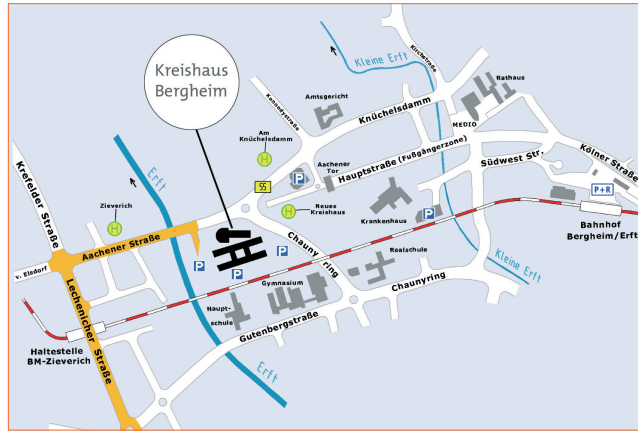 Kreishaus
Bergheim
Kleine Erft
Kirchstraße
Rathaus
Amtsgericht
Kennedystraße
Knüchelsdamm
MEDIO
Am
Knüchelsdamm
H
Krefelder Straße
Erft
Aachener
Tor
Hauptstraße (Fußgängerzone)
Südwest Str.
Kölner Straße
P
55
P+R
Zieverich
H
H
Neues
Kreishaus
Krankenhaus
P
Bahnhof
Bergheim/Erft
Aachener Straße
v. Elsdorf
Chaunyring
P
P
P
Realschule
Kleine Erft
Gymnasium
Chaunyring
Lechenicher Straße
Haupt-
schule
Gutenbergstraße
Haltestelle
BM-Zieverich
Erft